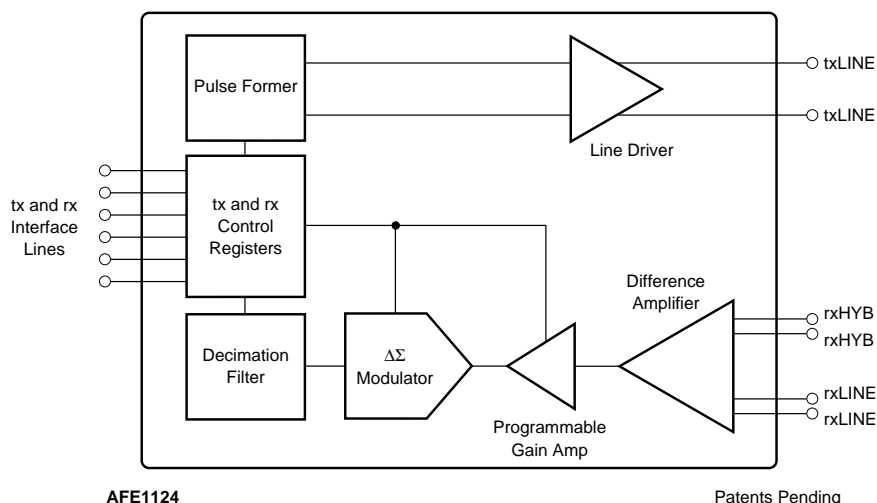 Pulse Former
Line Driver
txLINE
txLINE
tx and rx
Interface
Lines
tx and rx
Control
Registers
Difference
Amplifier
rxHYB
rxHYB
rxLINE
rxLINE
Decimation
Filter
ΔΣ
Modulator
Programmable
Gain Amp
AFE1124
Patents Pending